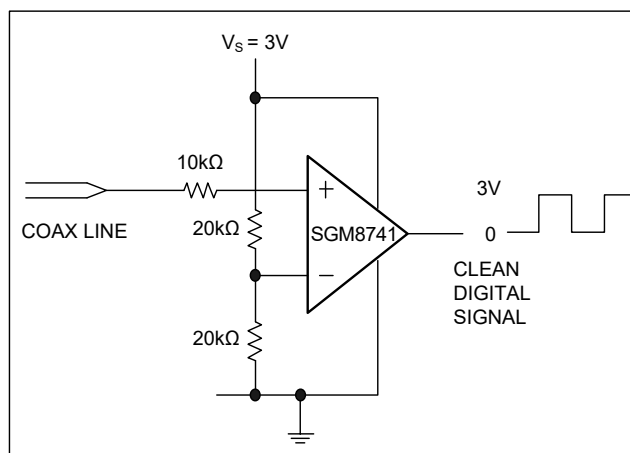 V_S = 3V
10kΩ
COAX LINE
20kΩ
+
SGM8741
−
20kΩ
3V
0
CLEAN
DIGITAL
SIGNAL